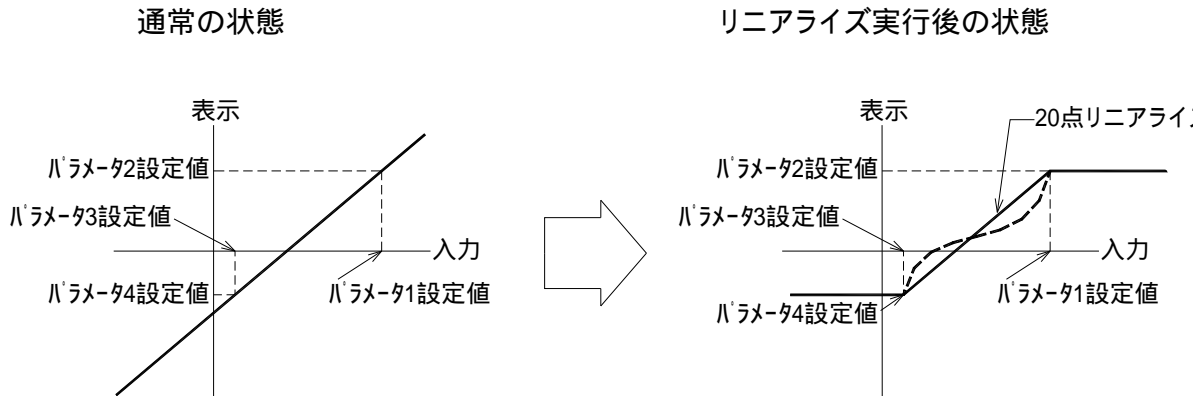 通常の状態
表示
ﾊﾟﾗﾒｰﾀ2設定値
ﾊﾟﾗﾒｰﾀ3設定値
入力
ﾊﾟﾗﾒｰﾀ4設定値
ﾊﾟﾗﾒｰﾀ1設定値
リニアライズ実行後の状態
表示
20点リニアライズ
ﾊﾟﾗﾒｰﾀ2設定値
ﾊﾟﾗﾒｰﾀ3設定値
入力
ﾊﾟﾗﾒｰﾀ1設定値
ﾊﾟﾗﾒｰﾀ4設定値